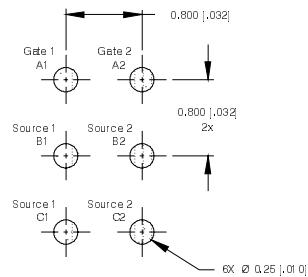 0.800 [.032]
Gate 1
A1
Gate 2
A2
0.800 [.032]
2x
Source 1
B1
Source 2
B2
Source 1
C1
Source 2
C2
6X Ø 0.25 [.010]